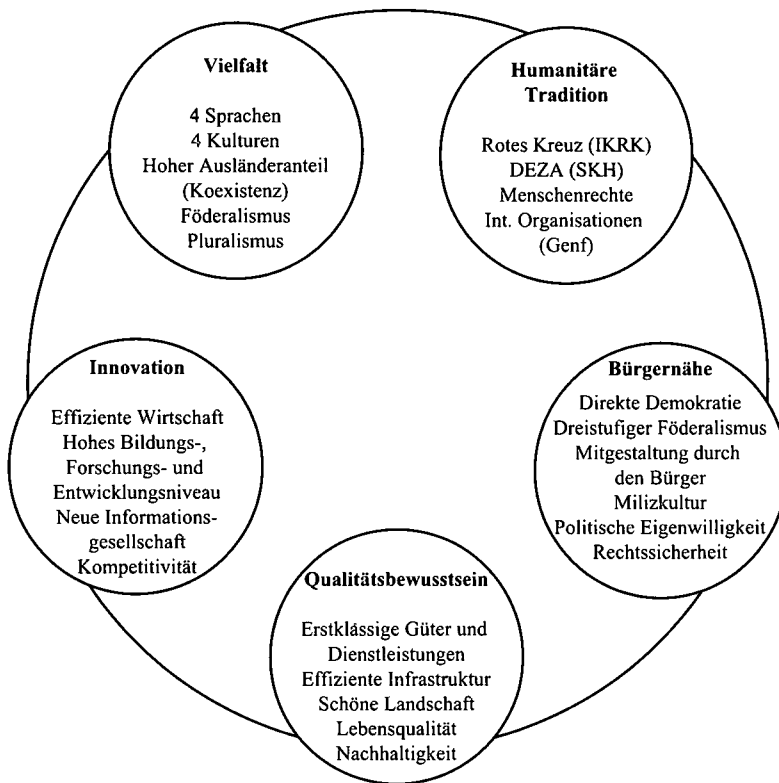 Vielfalt
4 Sprachen
4 Kulturen
Hoher Ausländeranteil
(Koexistenz)
Föderalismus
Pluralismus
Humanitäre
Tradition
Rotes Kreuz (IKRK)
DEZA (SKH)
Menschenrechte
Int. Organisationen
(Genf)
Innovation
Effiziente Wirtschaft
Hohes Bildungs-,
Forschungs- und
Entwicklungsniveau
Neue Informations-
gesellschaft
Kompetitivität
Bürgernähe
Direkte Demokratie
Dreistufiger Föderalismus
Mitgestaltung durch
den Bürger
Milizkultur
Politische Eigenwilligkeit
Rechtssicherheit
Qualitätsbewusstsein
Erstklassige Güter und
Dienstleistungen
Effiziente Infrastruktur
Schöne Landschaft
Lebensqualität
Nachhaltigkeit